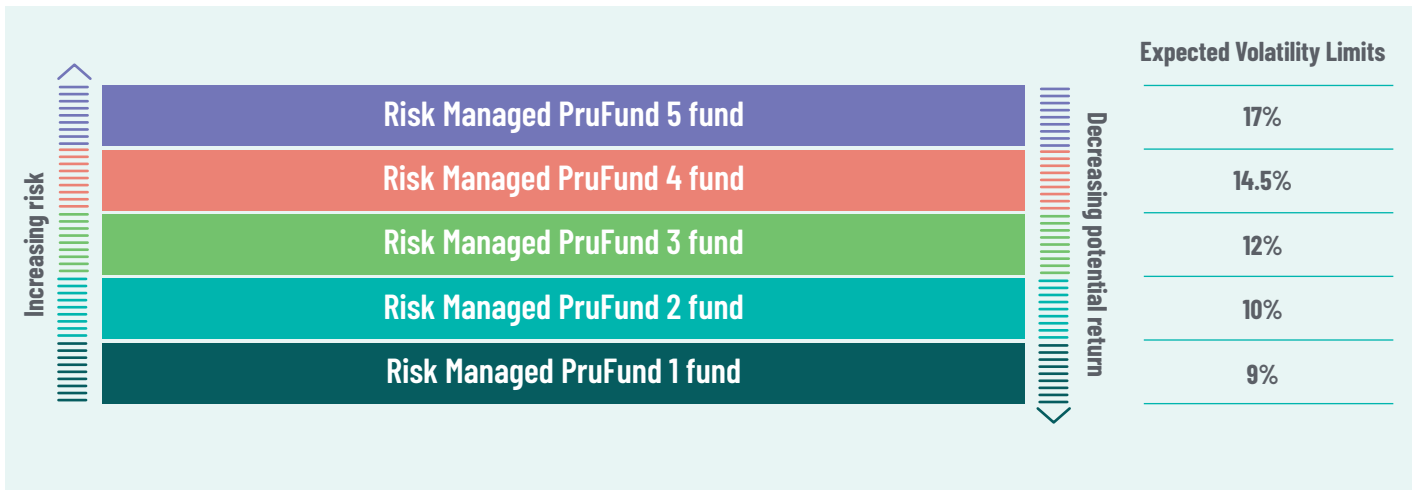 Expected Volatility Limits
Increasing risk
Risk Managed PruFund 5 fund
17%
Risk Managed PruFund 4 fund
14.5%
Risk Managed PruFund 3 fund
12%
Risk Managed PruFund 2 fund
10%
Risk Managed PruFund 1 fund
9%
Decreasing potential return